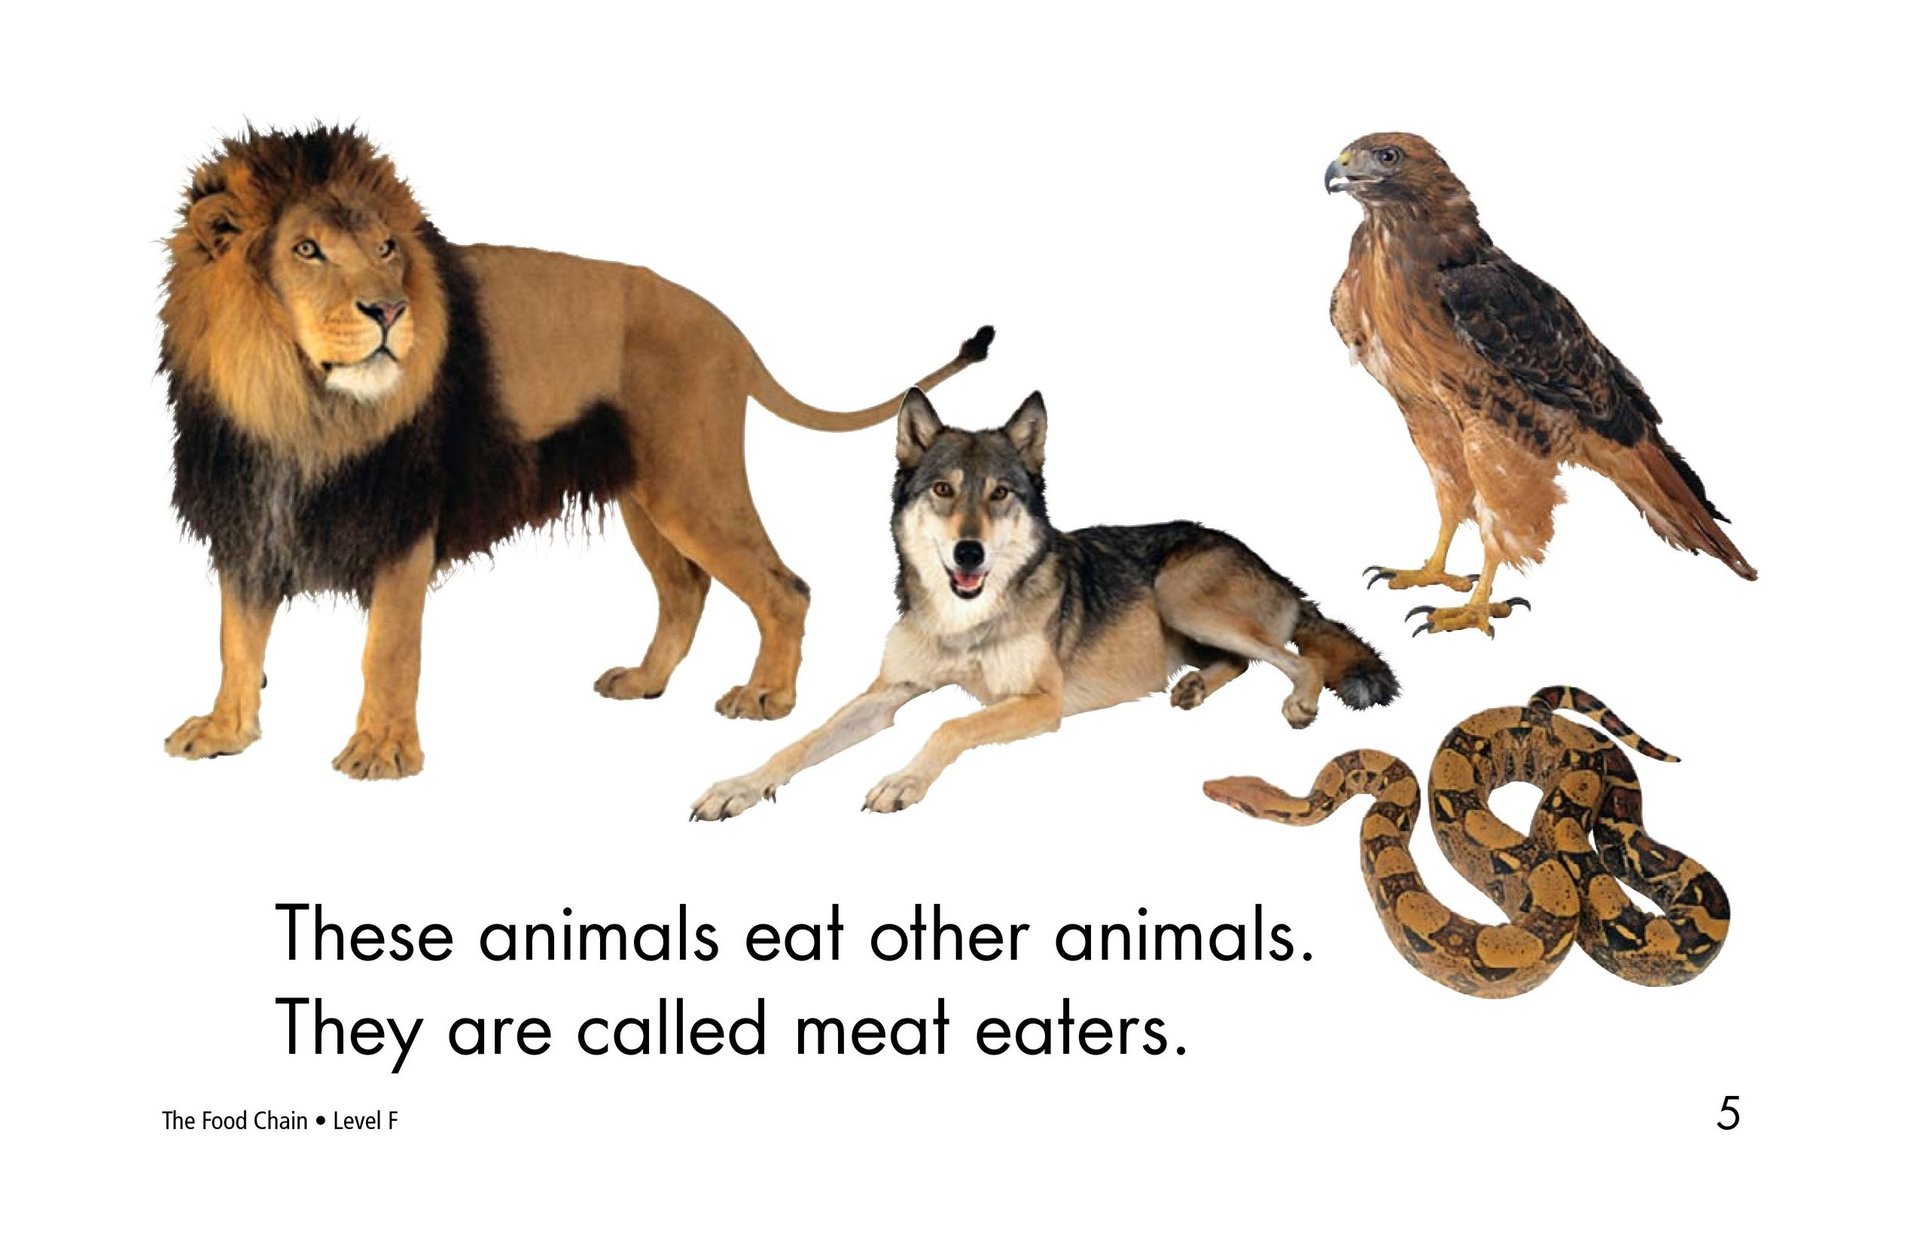 These animals eat other animals.
They are called meat eaters.
The Food Chain • Level F
5